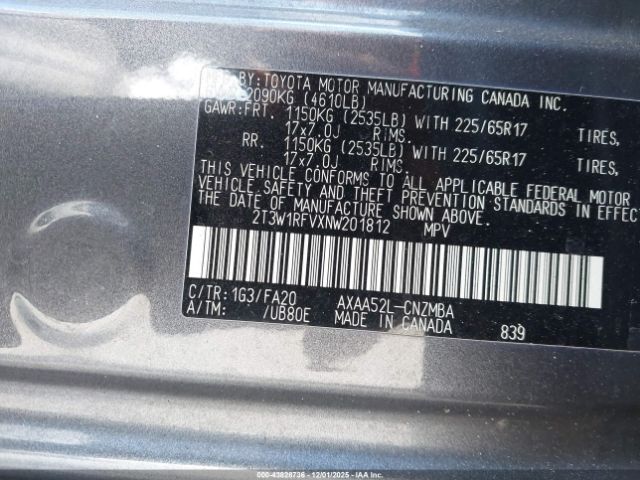 BY: TOYOTA MOTOR MANUFACTURING CANADA INC.
2090KG (4610LB)
GAWR:FRT. 1150KG (2535LB) WITH 225/65R17 TIRES,
17x7.0J RIMS,
RR. 1150KG (2535LB) WITH 225/65R17 TIRES,
17x7.0J RIMS.
THIS VEHICLE CONFORMS TO ALL APPLICABLE FEDERAL MOTOR
VEHICLE SAFETY AND THEFT PREVENTION STANDARDS IN EFFEC
THE DATE OF MANUFACTURE SHOWN ABOVE.
2T3W1RFVXNW201812 MPV
C/TR: 1G3/FA20 AXAA52L-CNZMBA
A/TM: /UB80E MADE IN CANADA 839
000-43828736 - 12/01/2025 - IAA Inc.